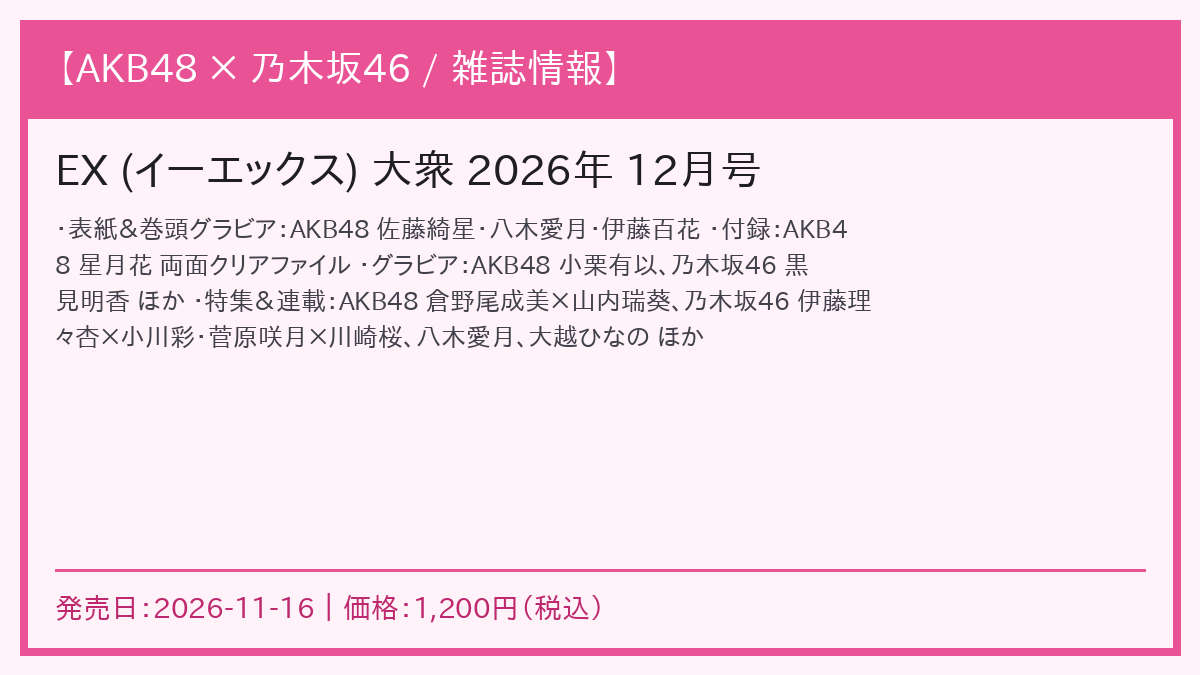 【AKB48 × 乃木坂46 / 雑誌情報】
EX (イーエックス) 大衆 2026年 12月号
・表紙&巻頭グラビア：AKB48 佐藤綺星・八木愛月・伊藤百花 ・付録：AKB4
8 星月花 両面クリアファイル ・グラビア：AKB48 小栗有以、乃木坂46 黒
見明香 ほか ・特集&連載：AKB48 倉野尾成美×山内瑞葵、乃木坂46 伊藤理
々杏×小川彩・菅原咲月×川崎桜、八木愛月、大越ひなの ほか
発売日：2026-11-16｜価格：1,200円（税込）